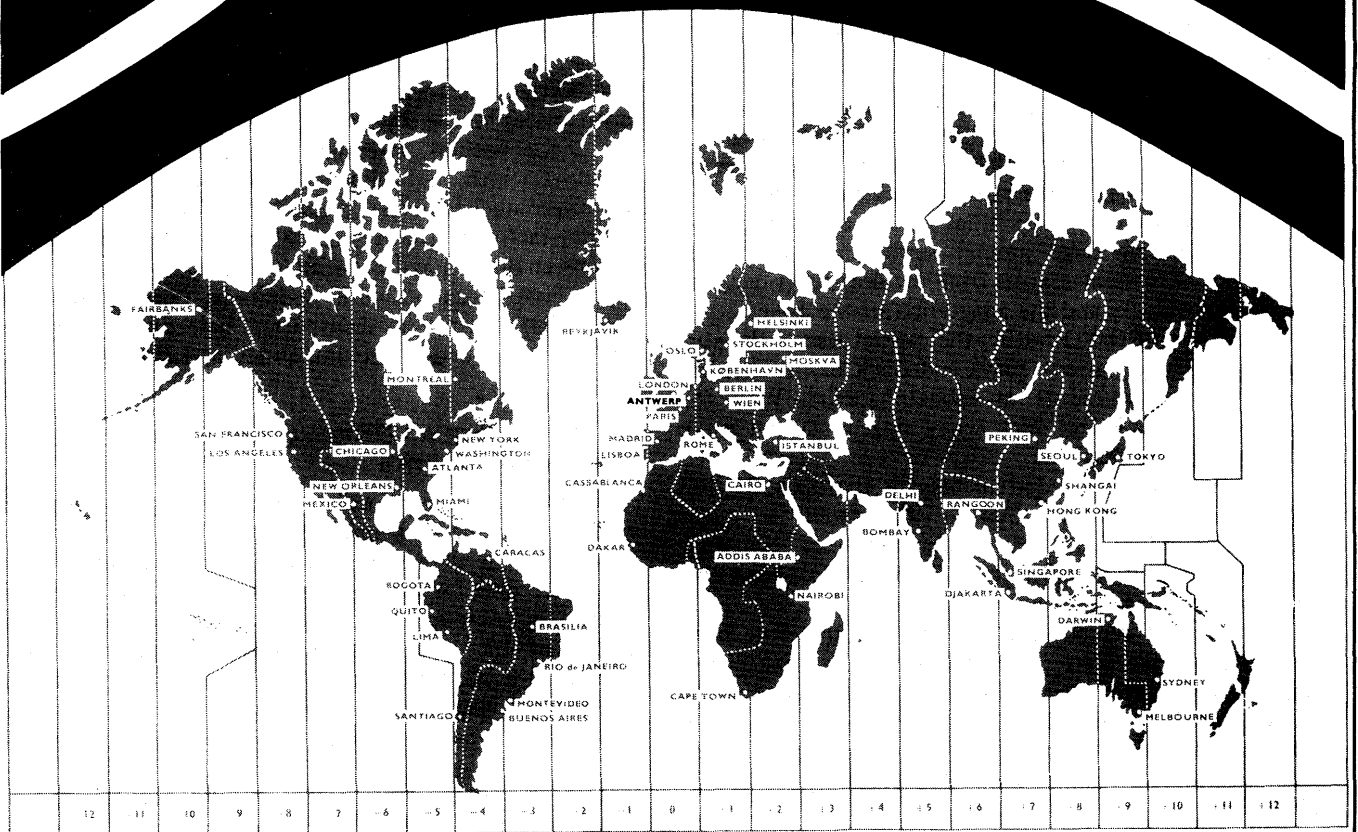 FAIRBANKS
REYKJAVIK
HELSINKI
STOCKHOLM
OSLO
MOSKVA
KØBENHAVN
MONTREAL
LONDON
BERLIN
ANTWERP
WIEN
PARIS
SAN FRANCISCO
NEW YORK
MADRID
ROME
ISTANBUL
PEKING
LOS ANGELES
CHICAGO
WASHINGTON
LISBOA
SEOUL
TOKYO
ATLANTA
NEW ORLEANS
CASSABLANCA
CAIRO
SHANGAI
MEXICO
MIAMI
DELHI
RANGOON
HONG KONG
BOMBAY
DAKAR
CARACAS
ADDIS ABABA
SINGAPORE
BOGOTA
NAIROBI
DJAKARTA
QUITO
BRASILIA
DARWIN
LIMA
RIO de JANEIRO
SYDNEY
CAPE TOWN
MONTEVIDEO
SANTIAGO
BUENOS AIRES
MELBOURNE
12 -11 10 9 -8 7 -6 -5 -4 -3 -2 -1 0 +1 +2 +3 +4 +5 +6 +7 +8 +9 +10 +11 +12